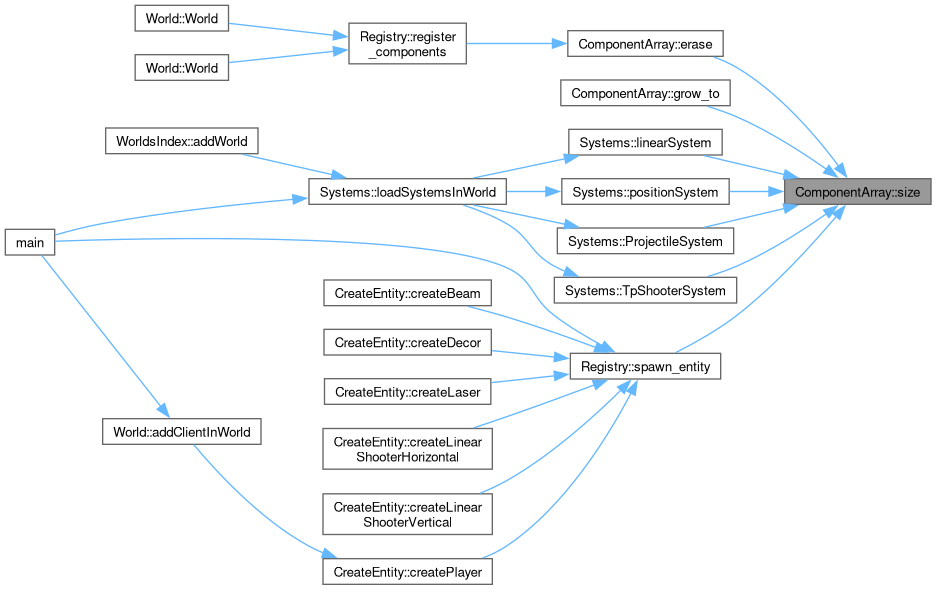 World::World
Registry::register
_components
ComponentArray::erase
World::World
ComponentArray::grow_to
WorldsIndex::addWorld
Systems::linearSystem
Systems::loadSystemsInWorld
Systems::positionSystem
ComponentArray::size
main
Systems::ProjectileSystem
Systems::TpShooterSystem
CreateEntity::createBeam
CreateEntity::createDecor
Registry::spawn_entity
CreateEntity::createLaser
World::addClientInWorld
CreateEntity::createLinear
ShooterHorizontal
CreateEntity::createLinear
ShooterVertical
CreateEntity::createPlayer